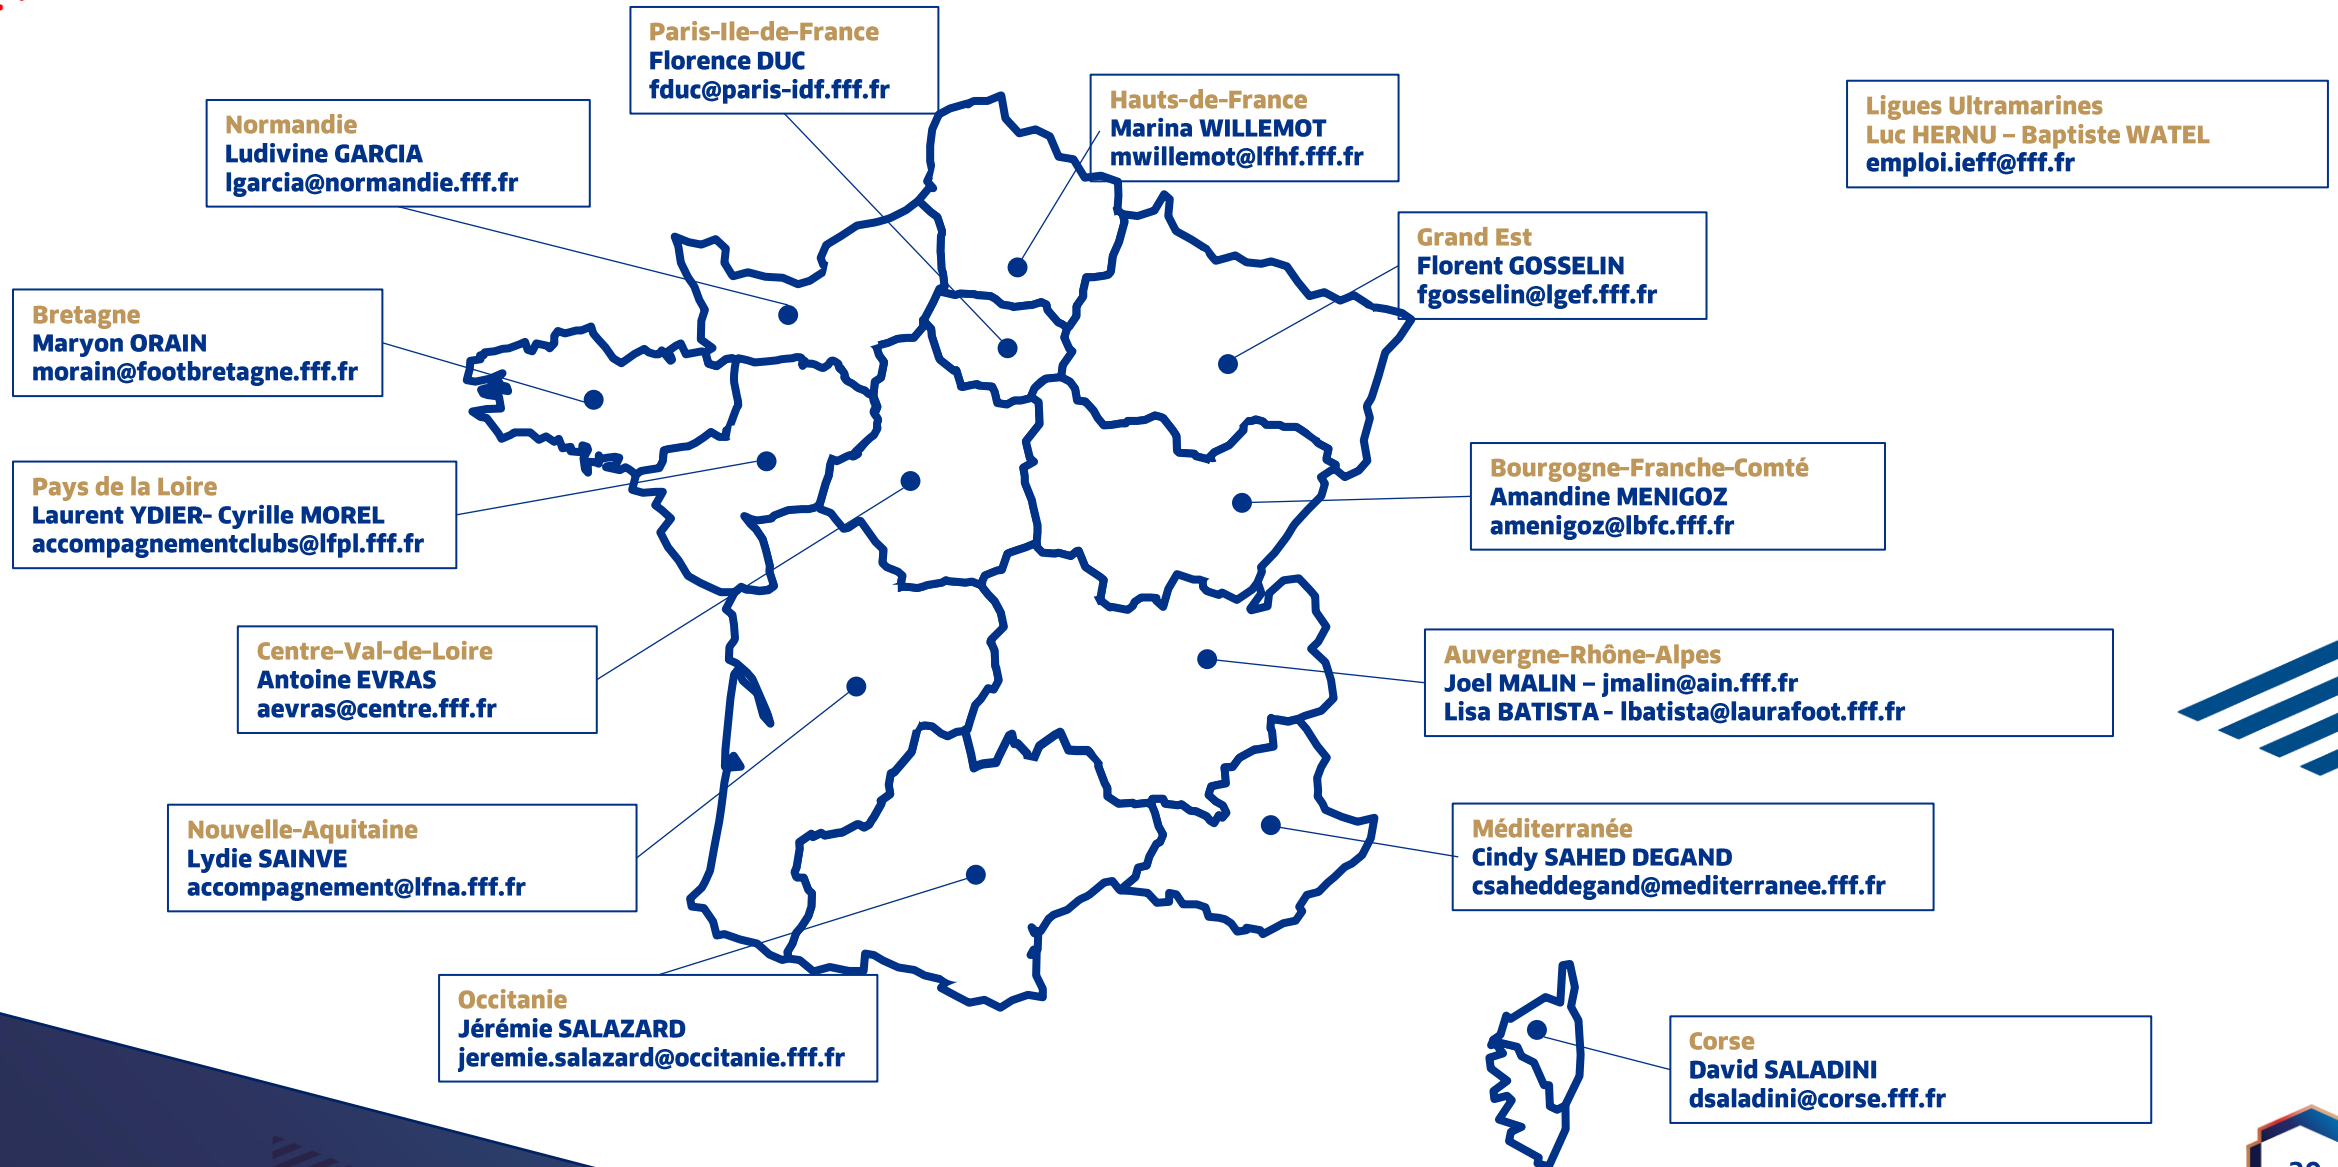 Paris-Ile-de-France
Florence DUC
fduc@paris-idf.fff.fr
Hauts-de-France
Marina WILLEMOT
mwillemot@lfhf.fff.fr
Ligues Ultramarines
Luc HERNU – Baptiste WATEL
emploi.ieff@fff.fr
Normandie
Ludivine GARCIA
lgarcia@normandie.fff.fr
Grand Est
Florent GOSSELIN
fgosselin@lgef.fff.fr
Bretagne
Maryon ORAIN
morain@footbretagne.fff.fr
Bourgogne-Franche-Comté
Amandine MENIGOZ
amenigoz@lbfc.fff.fr
Pays de la Loire
Laurent YDIER- Cyrille MOREL
accompagnementclubs@lfpl.fff.fr
Centre-Val-de-Loire
Antoine EVRAS
aevras@centre.fff.fr
Auvergne-Rhône-Alpes
Joel MALIN – jmalin@ain.fff.fr
Lisa BATISTA - lbatista@laurafoot.fff.fr
Nouvelle-Aquitaine
Lydie SAINVE
accompagnement@lfna.fff.fr
Méditerranée
Cindy SAHED DEGAND
csaheddegand@mediterranee.fff.fr
Occitanie
Jérémie SALAZARD
jeremie.salazard@occitanie.fff.fr
Corse
David SALADINI
dsaladini@corse.fff.fr